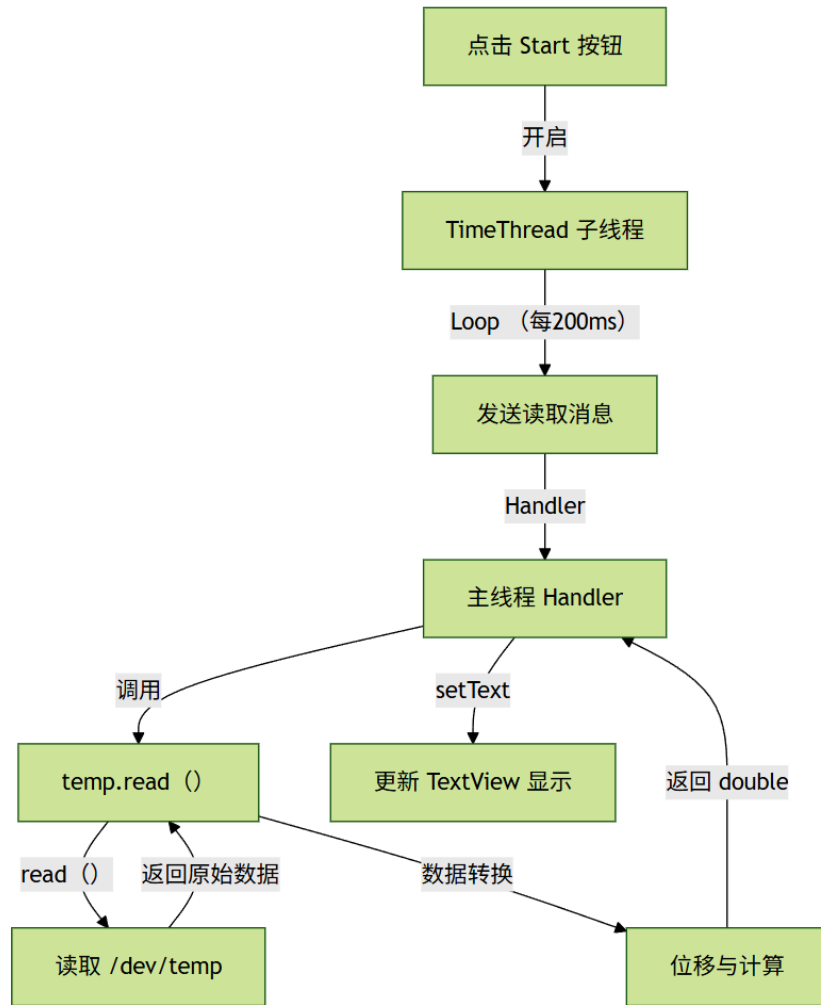 点击 Start 按钮
开启
TimeThread 子线程
Loop （每200ms）
发送读取消息
Handler
主线程 Handler
调用
setText
temp.read（）
更新 TextView 显示
返回 double
read（）
返回原始数据
数据转换
读取 /dev/temp
位移与计算